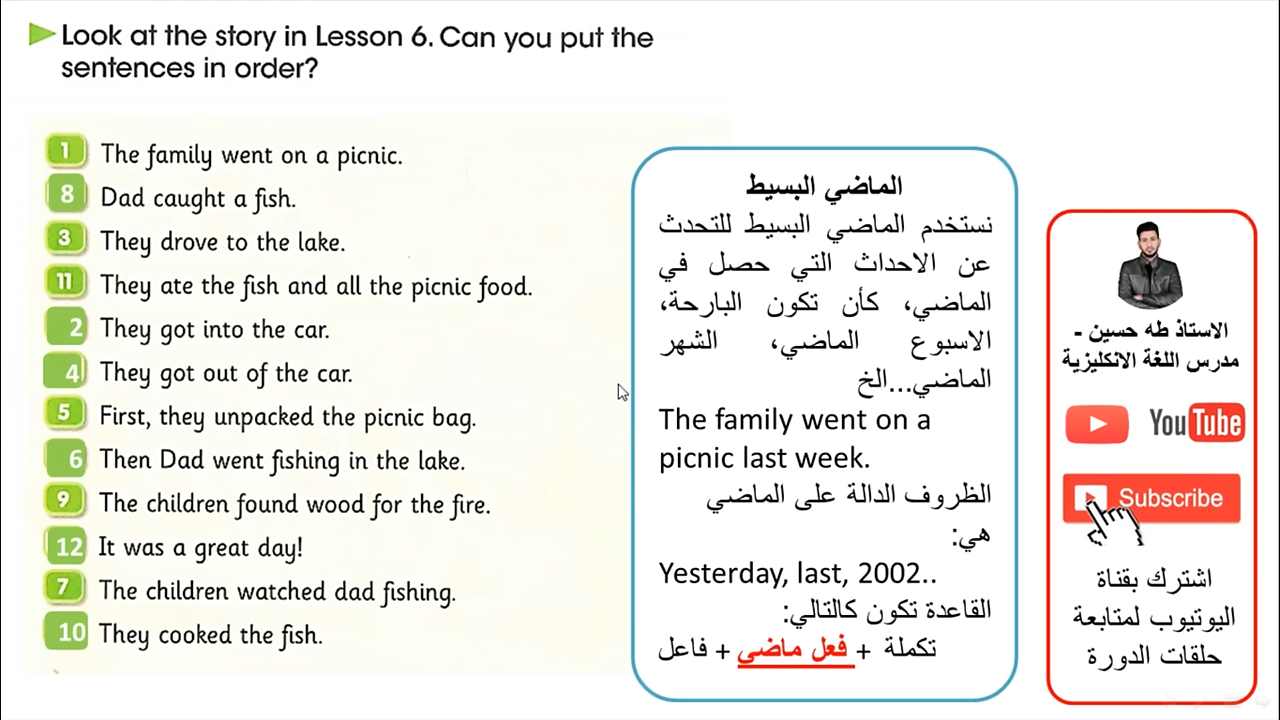 Look at the story in Lesson 6. Can you put the
sentences in order?
1 The family went on a picnic.
8 Dad caught a fish.
3 They drove to the lake.
11 They ate the fish and all the picnic food.
2 They got into the car.
4 They got out of the car.
5 First, they unpacked the picnic bag.
6 Then Dad went fishing in the lake.
9 The children found wood for the fire.
12 It was a great day!
7 The children watched dad fishing.
10 They cooked the fish.
الماضي البسيط
نستخدم الماضي البسيط للتحدث
عن الاحداث التي حصل في
الماضي، كأن تكون البارحة،
الاسبوع الماضي، الشهر
الماضي...الخ
The family went on a
picnic last week.
الظروف الدالة على الماضي
هي:
Yesterday, last, 2002..
القاعدة تكون كالتالي:
فاعل + فعل ماضي + تكملة
الاستاذ طه حسين -
مدرس اللغة الانكليزية
YouTube
Subscribe
اشترك بقناة
اليوتيوب لمتابعة
حلقات الدورة